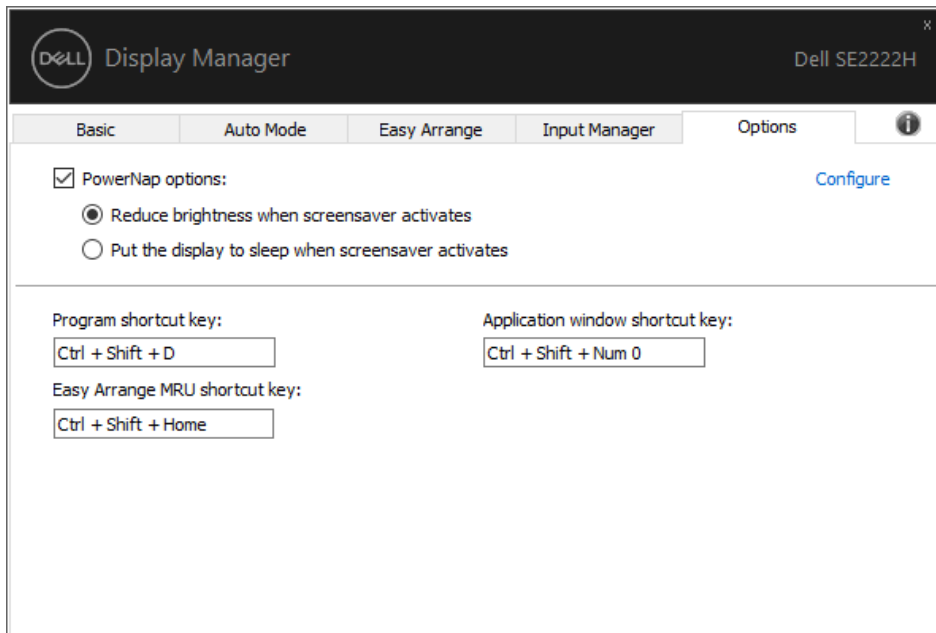 x
DELL Display Manager
Dell SE2222H
Basic Auto Mode Easy Arrange Input Manager Options i
PowerNap options: Configure
Reduce brightness when screensaver activates
Put the display to sleep when screensaver activates
Program shortcut key: Application window shortcut key:
Ctrl + Shift + D Ctrl + Shift + Num 0
Easy Arrange MRU shortcut key:
Ctrl + Shift + Home